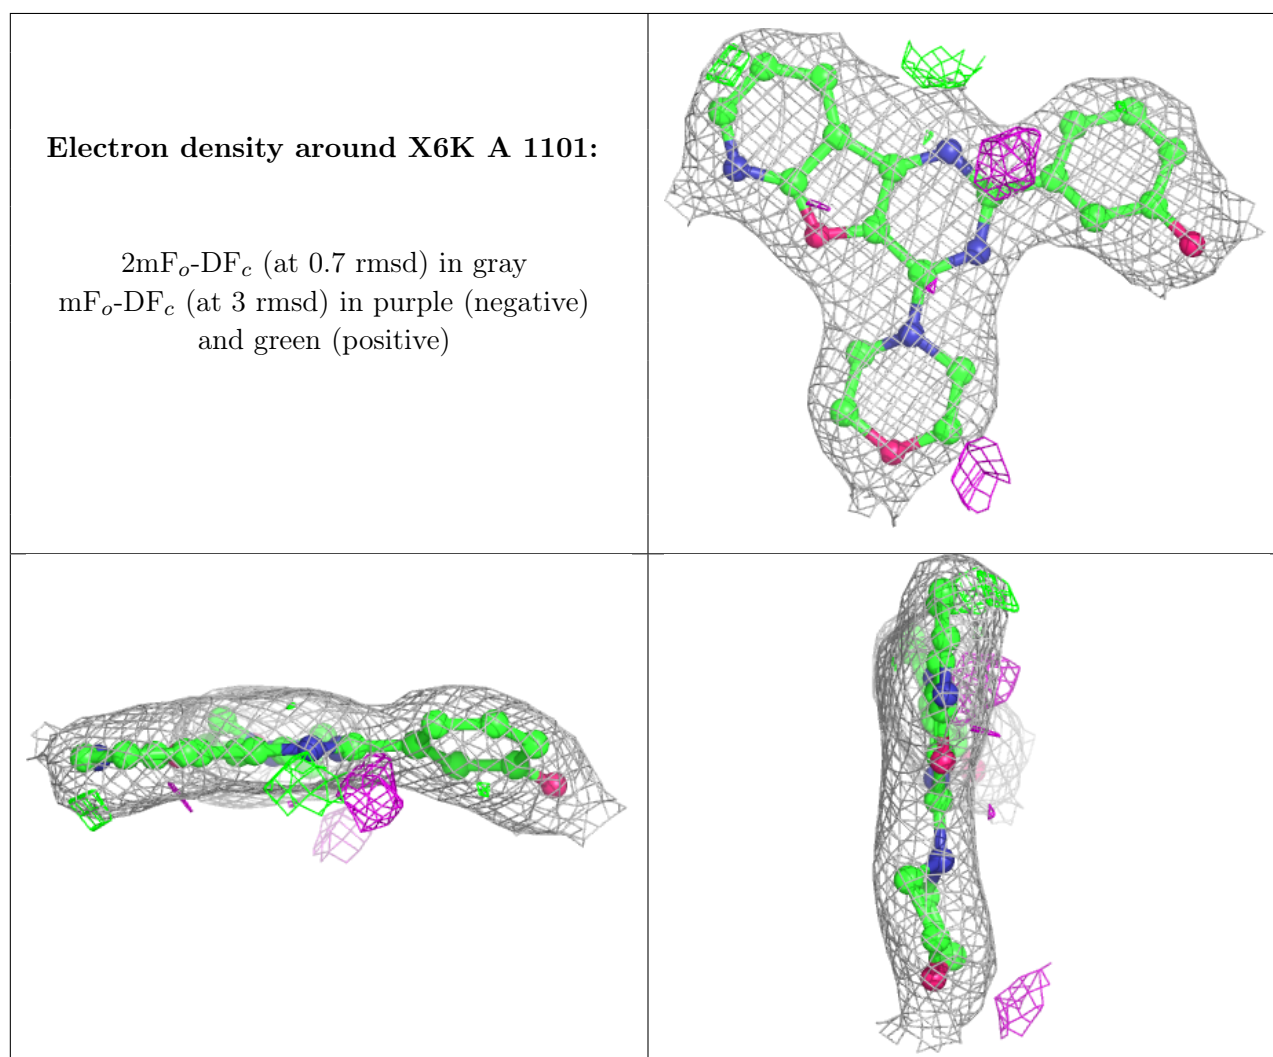 Electron density around X6K A 1101:
2mFo-DFc (at 0.7 rmsd) in gray
mFo-DFc (at 3 rmsd) in purple (negative)
and green (positive)